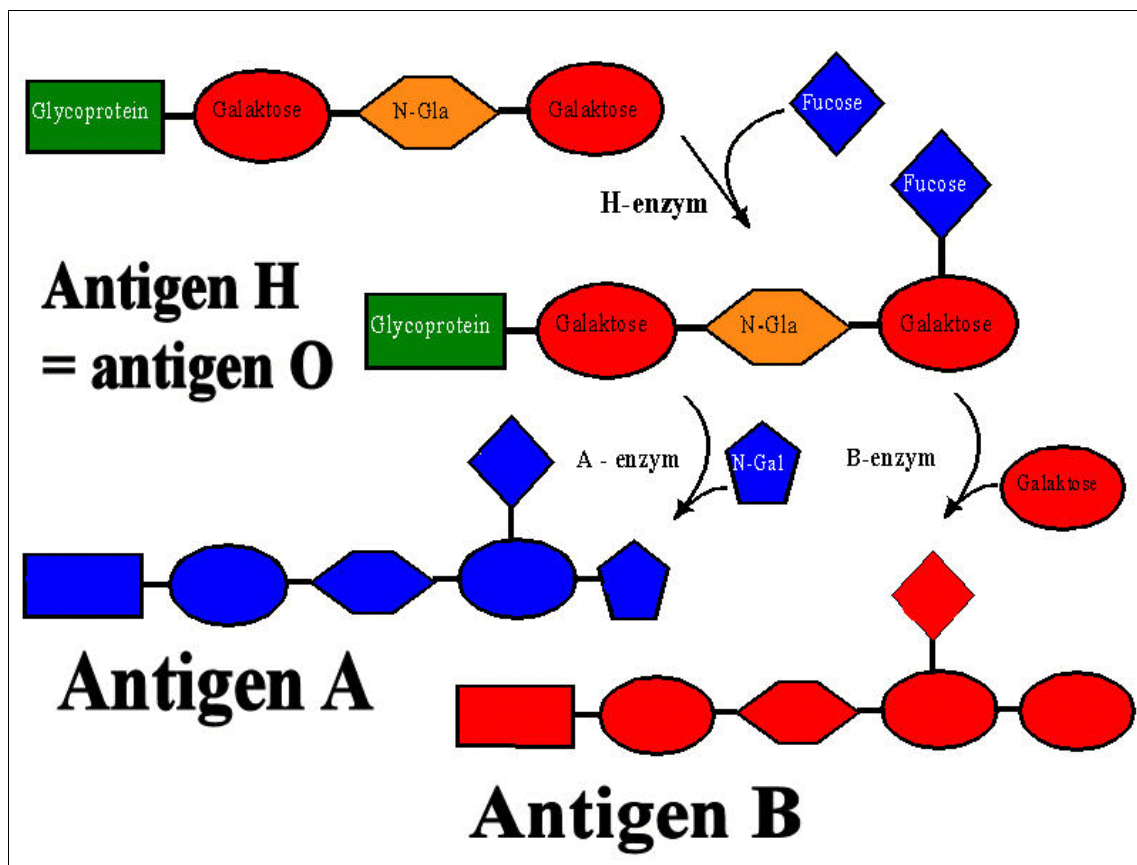 Glycoprotein
Galaktose
N-Gla
Galaktose
Fucose
H-enzym
Fucose
Antigen H
= antigen O
Glycoprotein
Galaktose
N-Gla
Galaktose
A - enzym
N-Gal
B-enzym
Galaktose
Antigen A
Antigen B